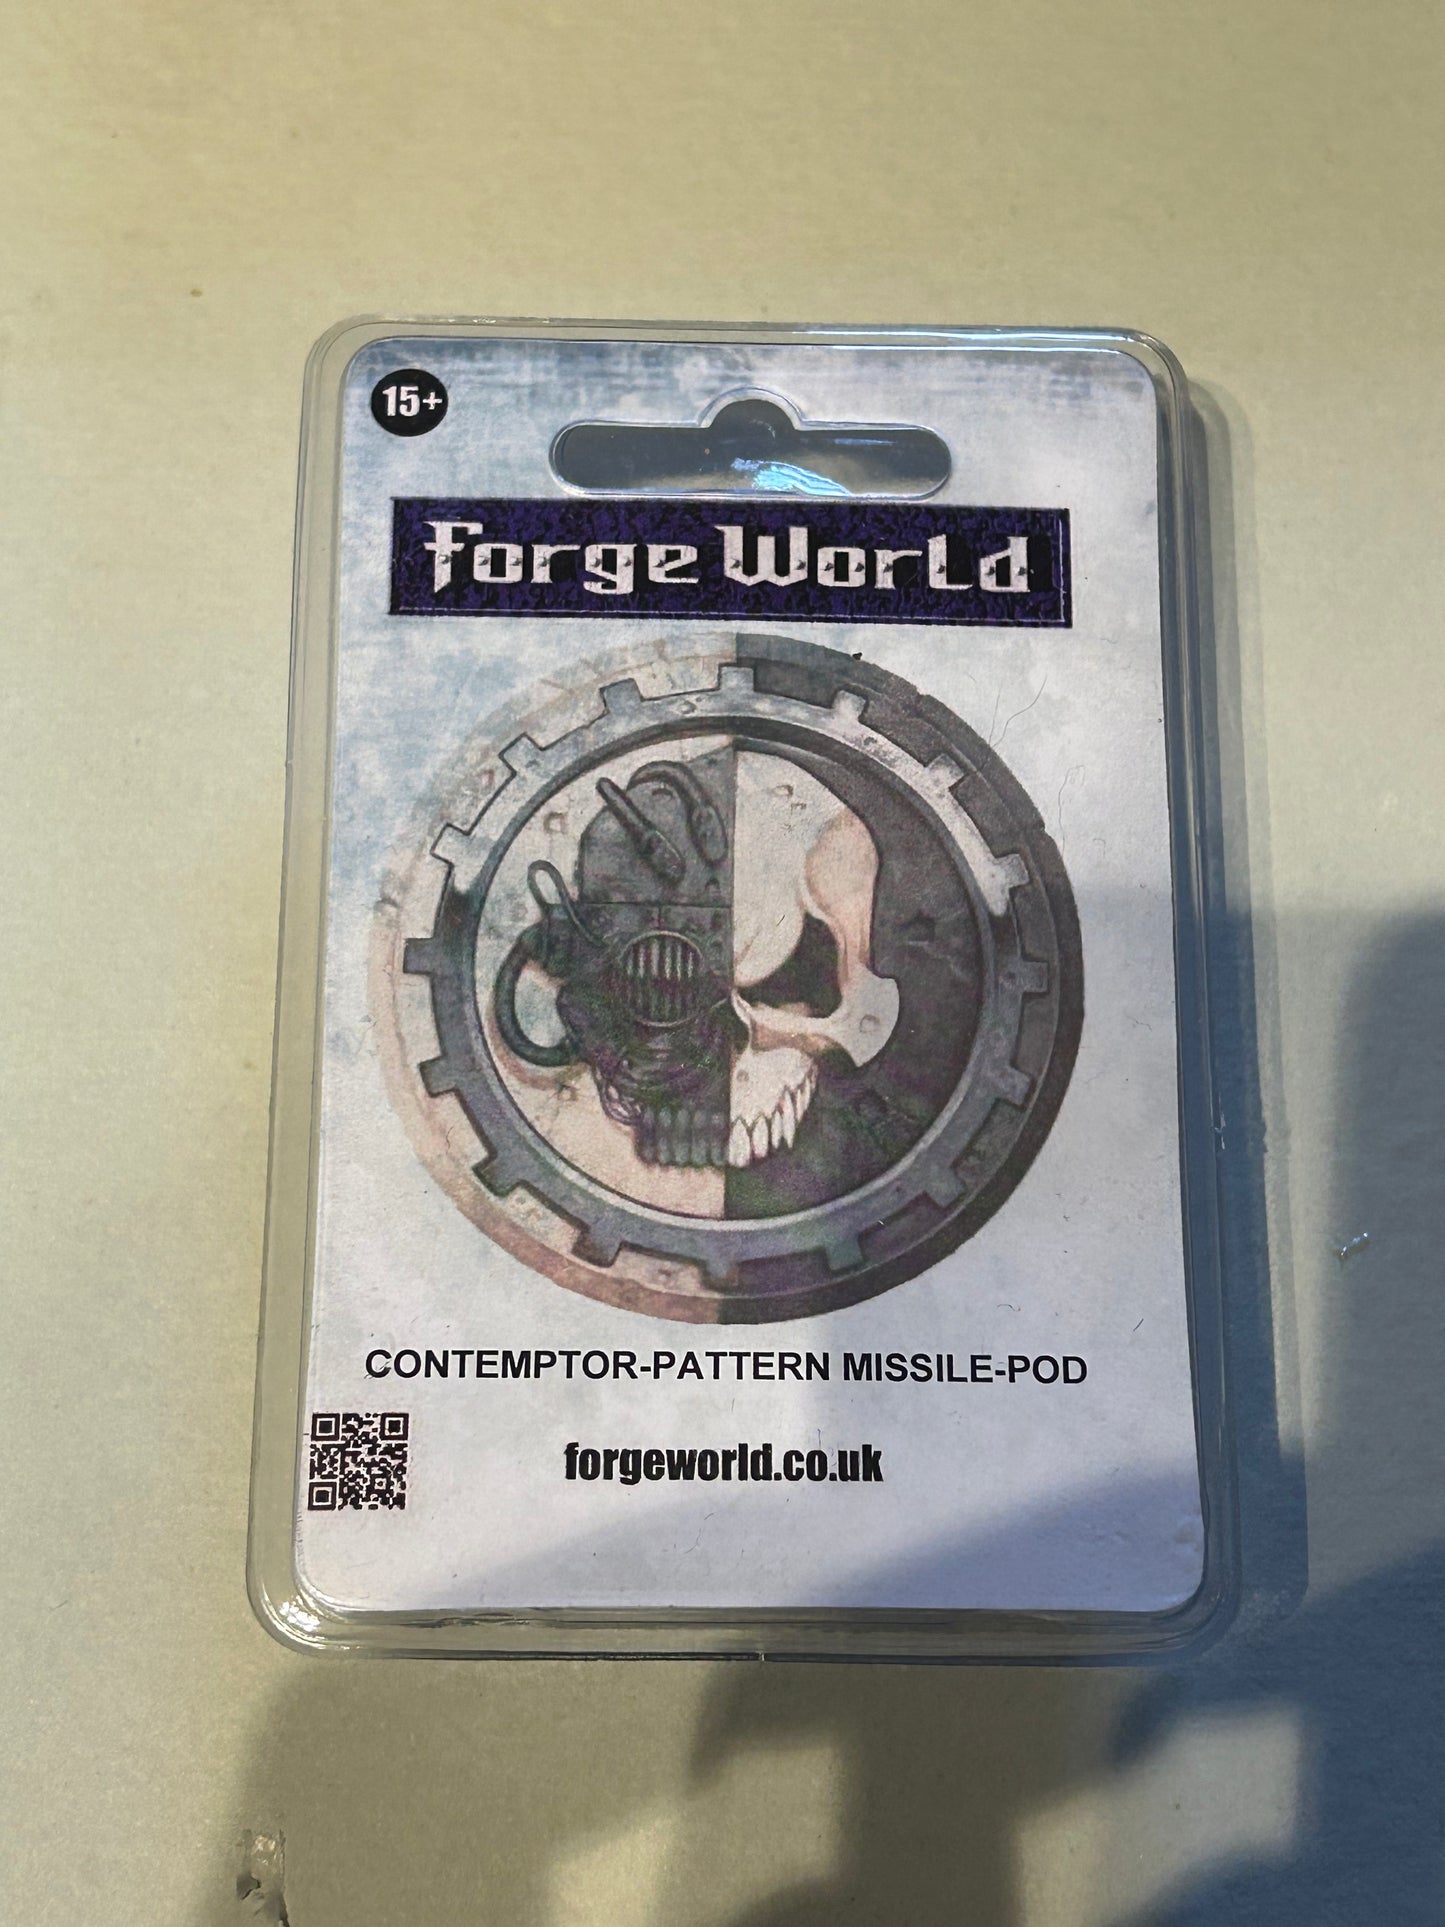 15+
Forge World
CONTEMPTOR-PATTERN MISSILE-POD
forgeworld.co.uk